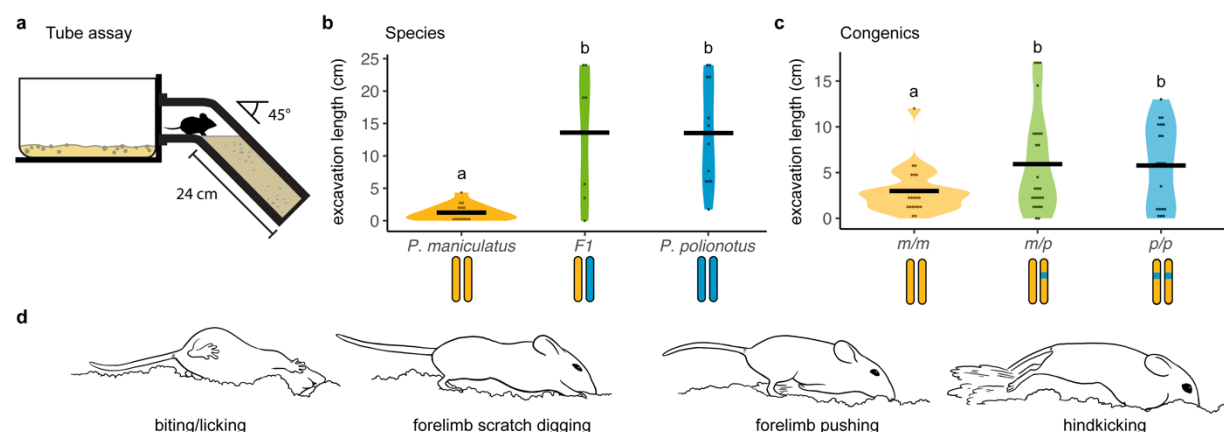 a Tube assay
45°
24 cm
b Species
excavation length (cm)
25
20
15
10
5
0
a
b
b
P. maniculatus F1 P. polionotus
c Congenics
excavation length (cm)
15
10
5
0
a
b
b
m/m m/p p/p
d
biting/licking forelimb scratch digging forelimb pushing hindkicking